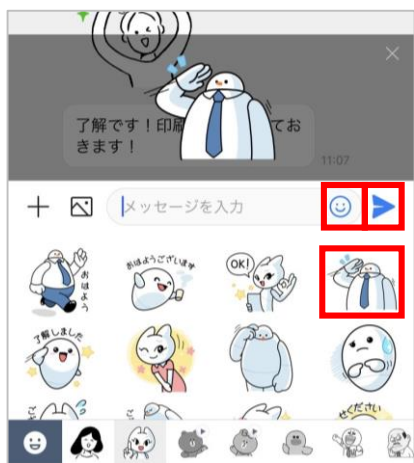 了解です！印刷
てお
きます！
11:07
メッセージを入力
おはよう
おはようございます
OK!
了解しました
ください